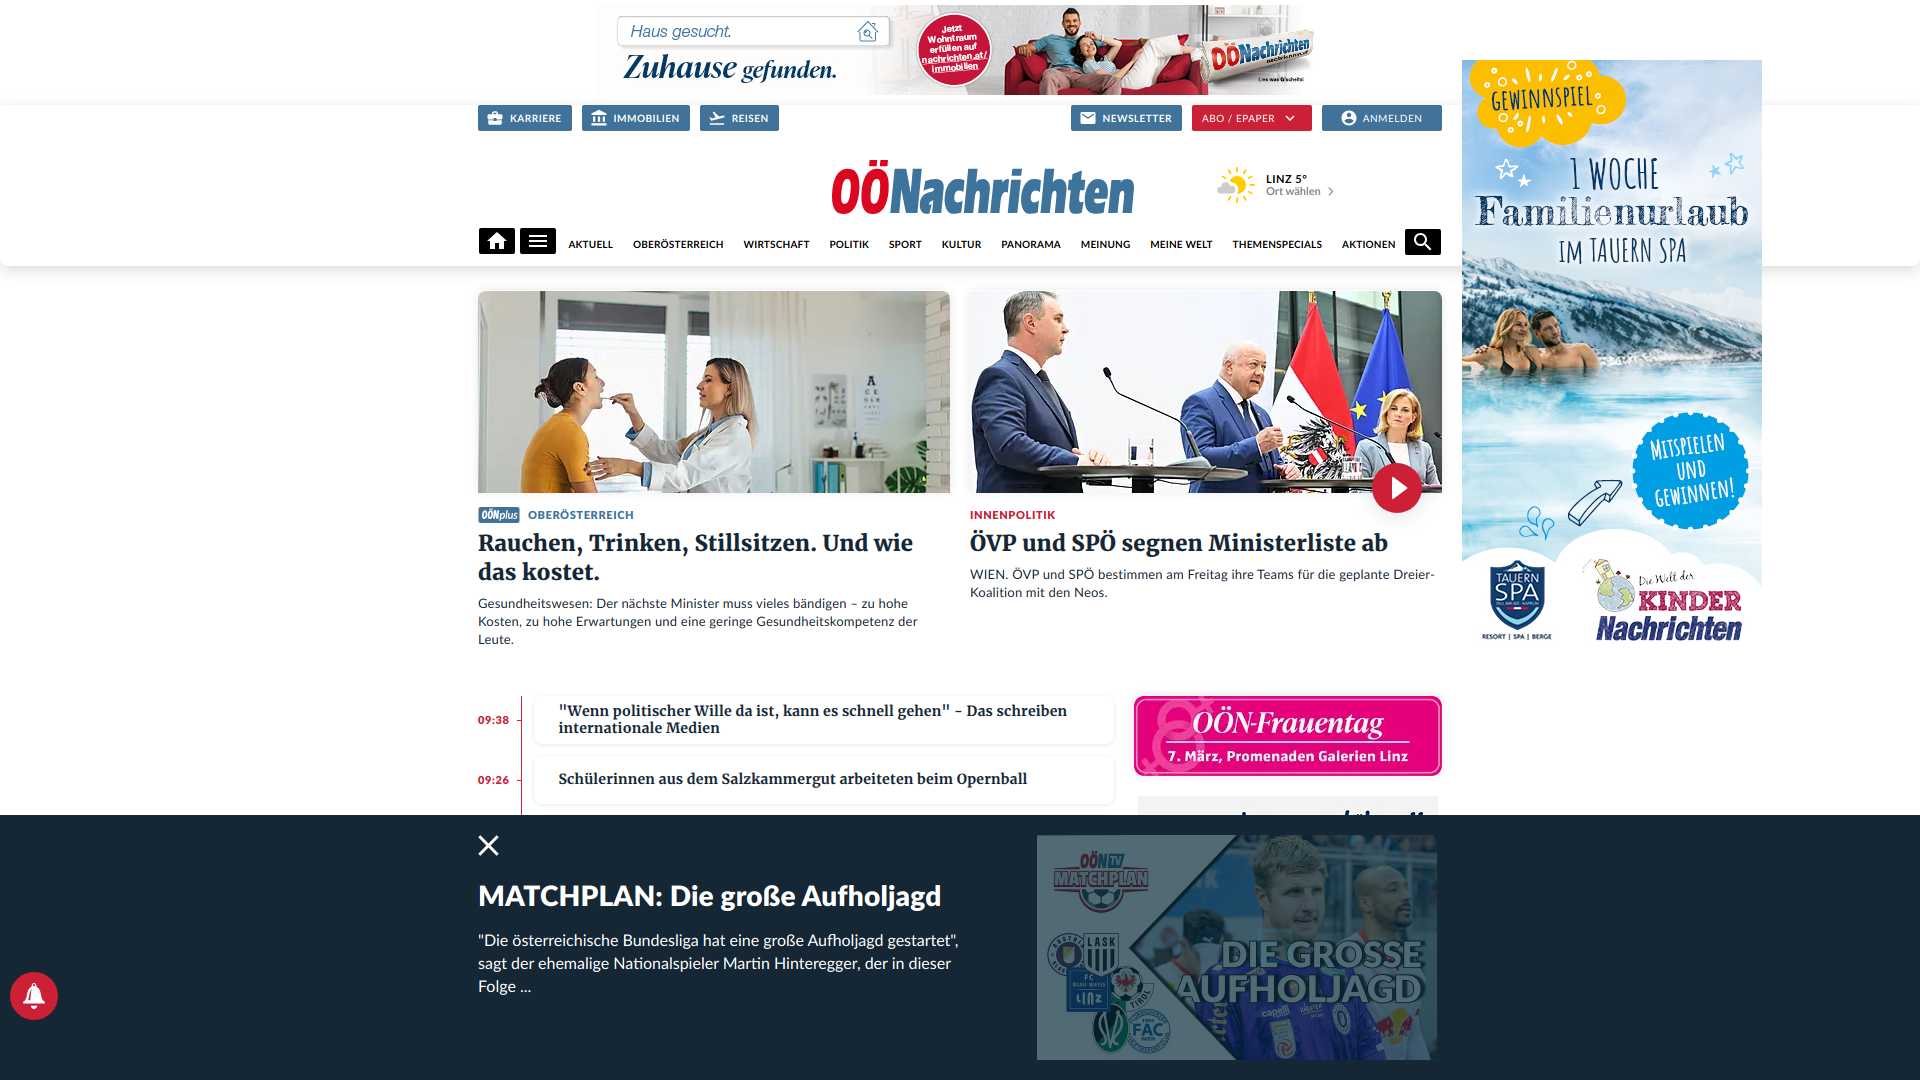 Haus gesucht.
Zuhause gefunden.
Jetzt
Wohntraum
erfüllen auf
nachrichten.at/
immobilien
OÖNachrichten
Lies was G'scheits!
KARRIERE
IMMOBILIEN
REISEN
NEWSLETTER
ABO / EPAPER
ANMELDEN
OÖNachrichten
LINZ 5°
Ort wählen
AKTUELL
OBERÖSTERREICH
WIRTSCHAFT
POLITIK
SPORT
KULTUR
PANORAMA
MEINUNG
MEINE WELT
THEMENSPECIALS
AKTIONEN
GEWINNSPIEL
1 WOCHE
Familienurlaub
IM TAUERN SPA
MITSPIELEN
UND
GEWINNEN!
TAUERN
SPA
RESORT | SPA | BERGE
Die Welt der
KINDER
Nachrichten
OÖNplus OBERÖSTERREICH
Rauchen, Trinken, Stillsitzen. Und wie
das kostet.
Gesundheitswesen: Der nächste Minister muss vieles bändigen – zu hohe
Kosten, zu hohe Erwartungen und eine geringe Gesundheitskompetenz der
Leute.
INNENPOLITIK
ÖVP und SPÖ segnen Ministerliste ab
WIEN. ÖVP und SPÖ bestimmen am Freitag ihre Teams für die geplante Dreier-
Koalition mit den Neos.
09:38
"Wenn politischer Wille da ist, kann es schnell gehen" - Das schreiben
internationale Medien
09:26
Schülerinnen aus dem Salzkammergut arbeiteten beim Opernball
OÖN-Frauentag
7. März, Promenaden Galerien Linz
MATCHPLAN: Die große Aufholjagd
"Die österreichische Bundesliga hat eine große Aufholjagd gestartet",
sagt der ehemalige Nationalspieler Martin Hinteregger, der in dieser
Folge ...
OÖN TV
MATCHPLAN
LASK
FC
BLAU WEISS
LINZ
TIROL
FAC
DIE GROSSE
AUFHOLJAGD
capelli